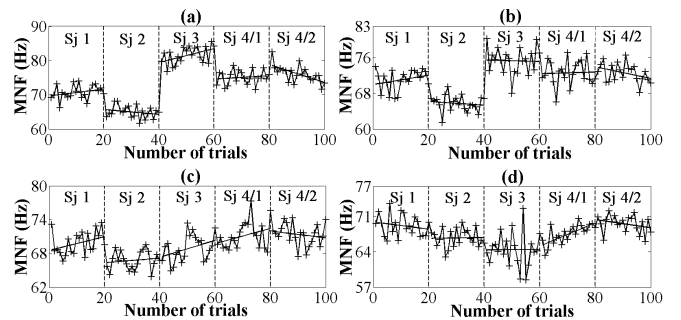 (a)
(b)
MNF (Hz)
90
80
70
60
Sj 1
Sj 2
Sj 3
Sj 4/1
Sj 4/2
0
20
40
60
80
100
Number of trials
MNF (Hz)
83
76
68
60
Sj 1
Sj 2
Sj 3
Sj 4/1
Sj 4/2
0
20
40
60
80
100
Number of trials
(c)
(d)
MNF (Hz)
80
74
68
62
Sj 1
Sj 2
Sj 3
Sj 4/1
Sj 4/2
0
20
40
60
80
100
Number of trials
MNF (Hz)
77
71
64
57
Sj 1
Sj 2
Sj 3
Sj 4/1
Sj 4/2
0
20
40
60
80
100
Number of trials